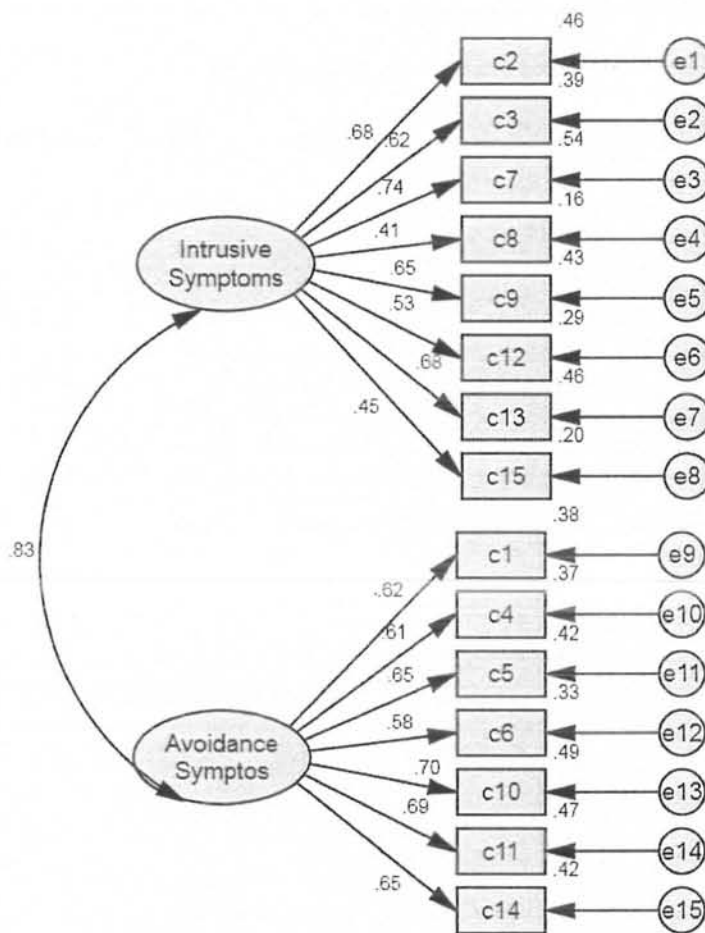 .46
c2
e1
.39
.68
.62
c3
e2
.54
.74
c7
e3
.16
.41
c8
e4
.43
Intrusive
Symptoms
.65
c9
e5
.29
.53
c12
e6
.46
.68
c13
e7
.20
.45
c15
e8
.38
.83
c1
e9
.37
.62
c4
e10
.42
.61
c5
e11
.33
.65
c6
e12
.49
.58
Avoidance
Symptos
.70
c10
e13
.47
.69
c11
e14
.42
.65
c14
e15